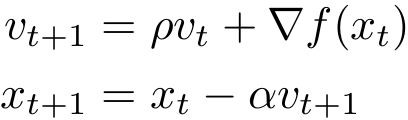 v_{t+1} = ρv_t + ∇f(x_t)
x_{t+1} = x_t − αv_{t+1}